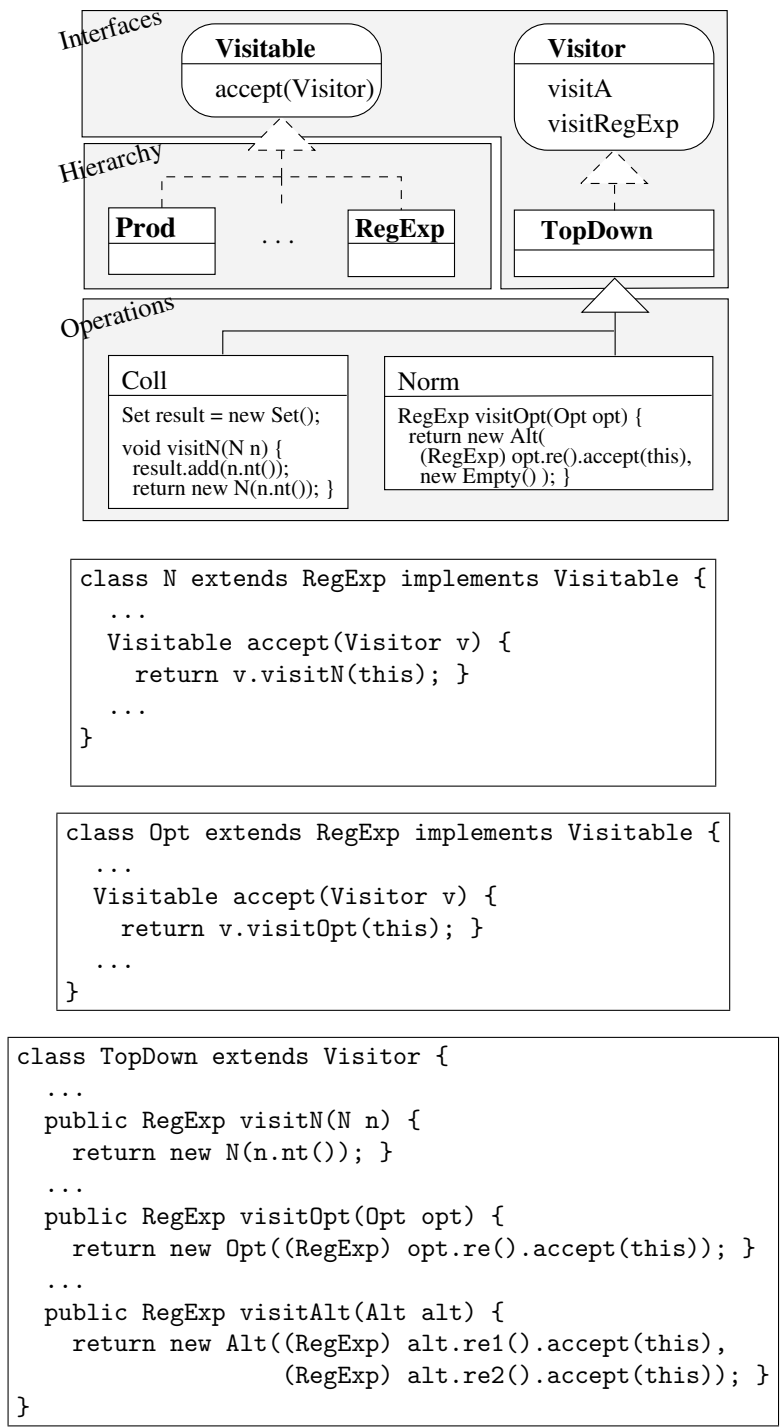 Interfaces
Visitable
accept(Visitor)
Visitor
visitA
visitRegExp
Hierarchy
Prod
. . .
RegExp
TopDown
Operations
Coll
Set result = new Set();
void visitN(N n) {
result.add(n.nt());
return new N(n.nt()); }
Norm
RegExp visitOpt(Opt opt) {
return new Alt(
(RegExp) opt.re().accept(this),
new Empty() ); }
class N extends RegExp implements Visitable {
...
Visitable accept(Visitor v) {
return v.visitN(this); }
...
}
class Opt extends RegExp implements Visitable {
...
Visitable accept(Visitor v) {
return v.visitOpt(this); }
...
}
class TopDown extends Visitor {
...
public RegExp visitN(N n) {
return new N(n.nt()); }
...
public RegExp visitOpt(Opt opt) {
return new Opt((RegExp) opt.re().accept(this)); }
...
public RegExp visitAlt(Alt alt) {
return new Alt((RegExp) alt.re1().accept(this),
(RegExp) alt.re2().accept(this)); }
}